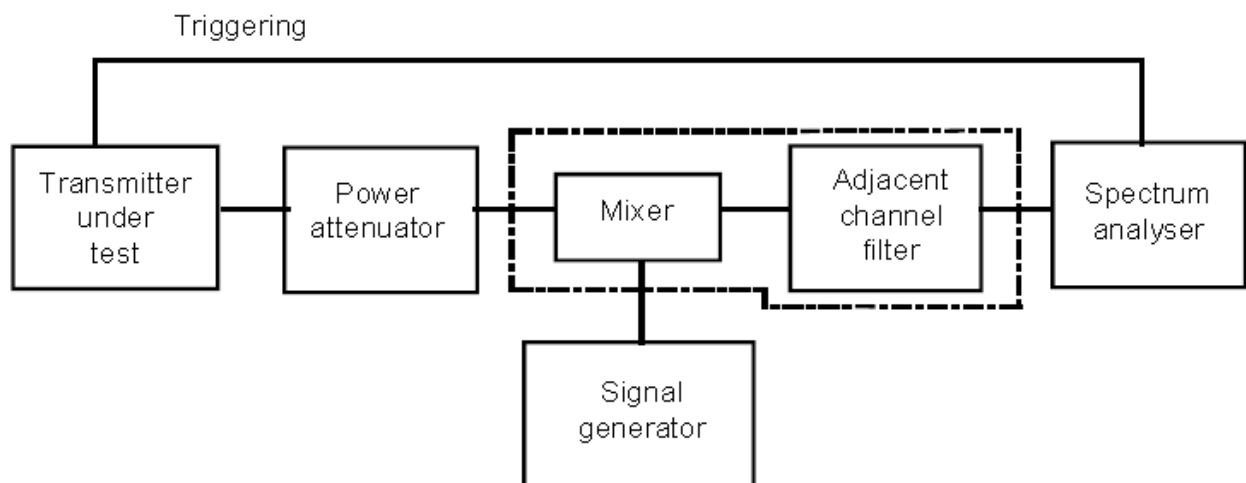 Triggering
Transmitter
under
test
Power
attenuator
Mixer
Adjacent
channel
filter
Spectrum
analyser
Signal
generator